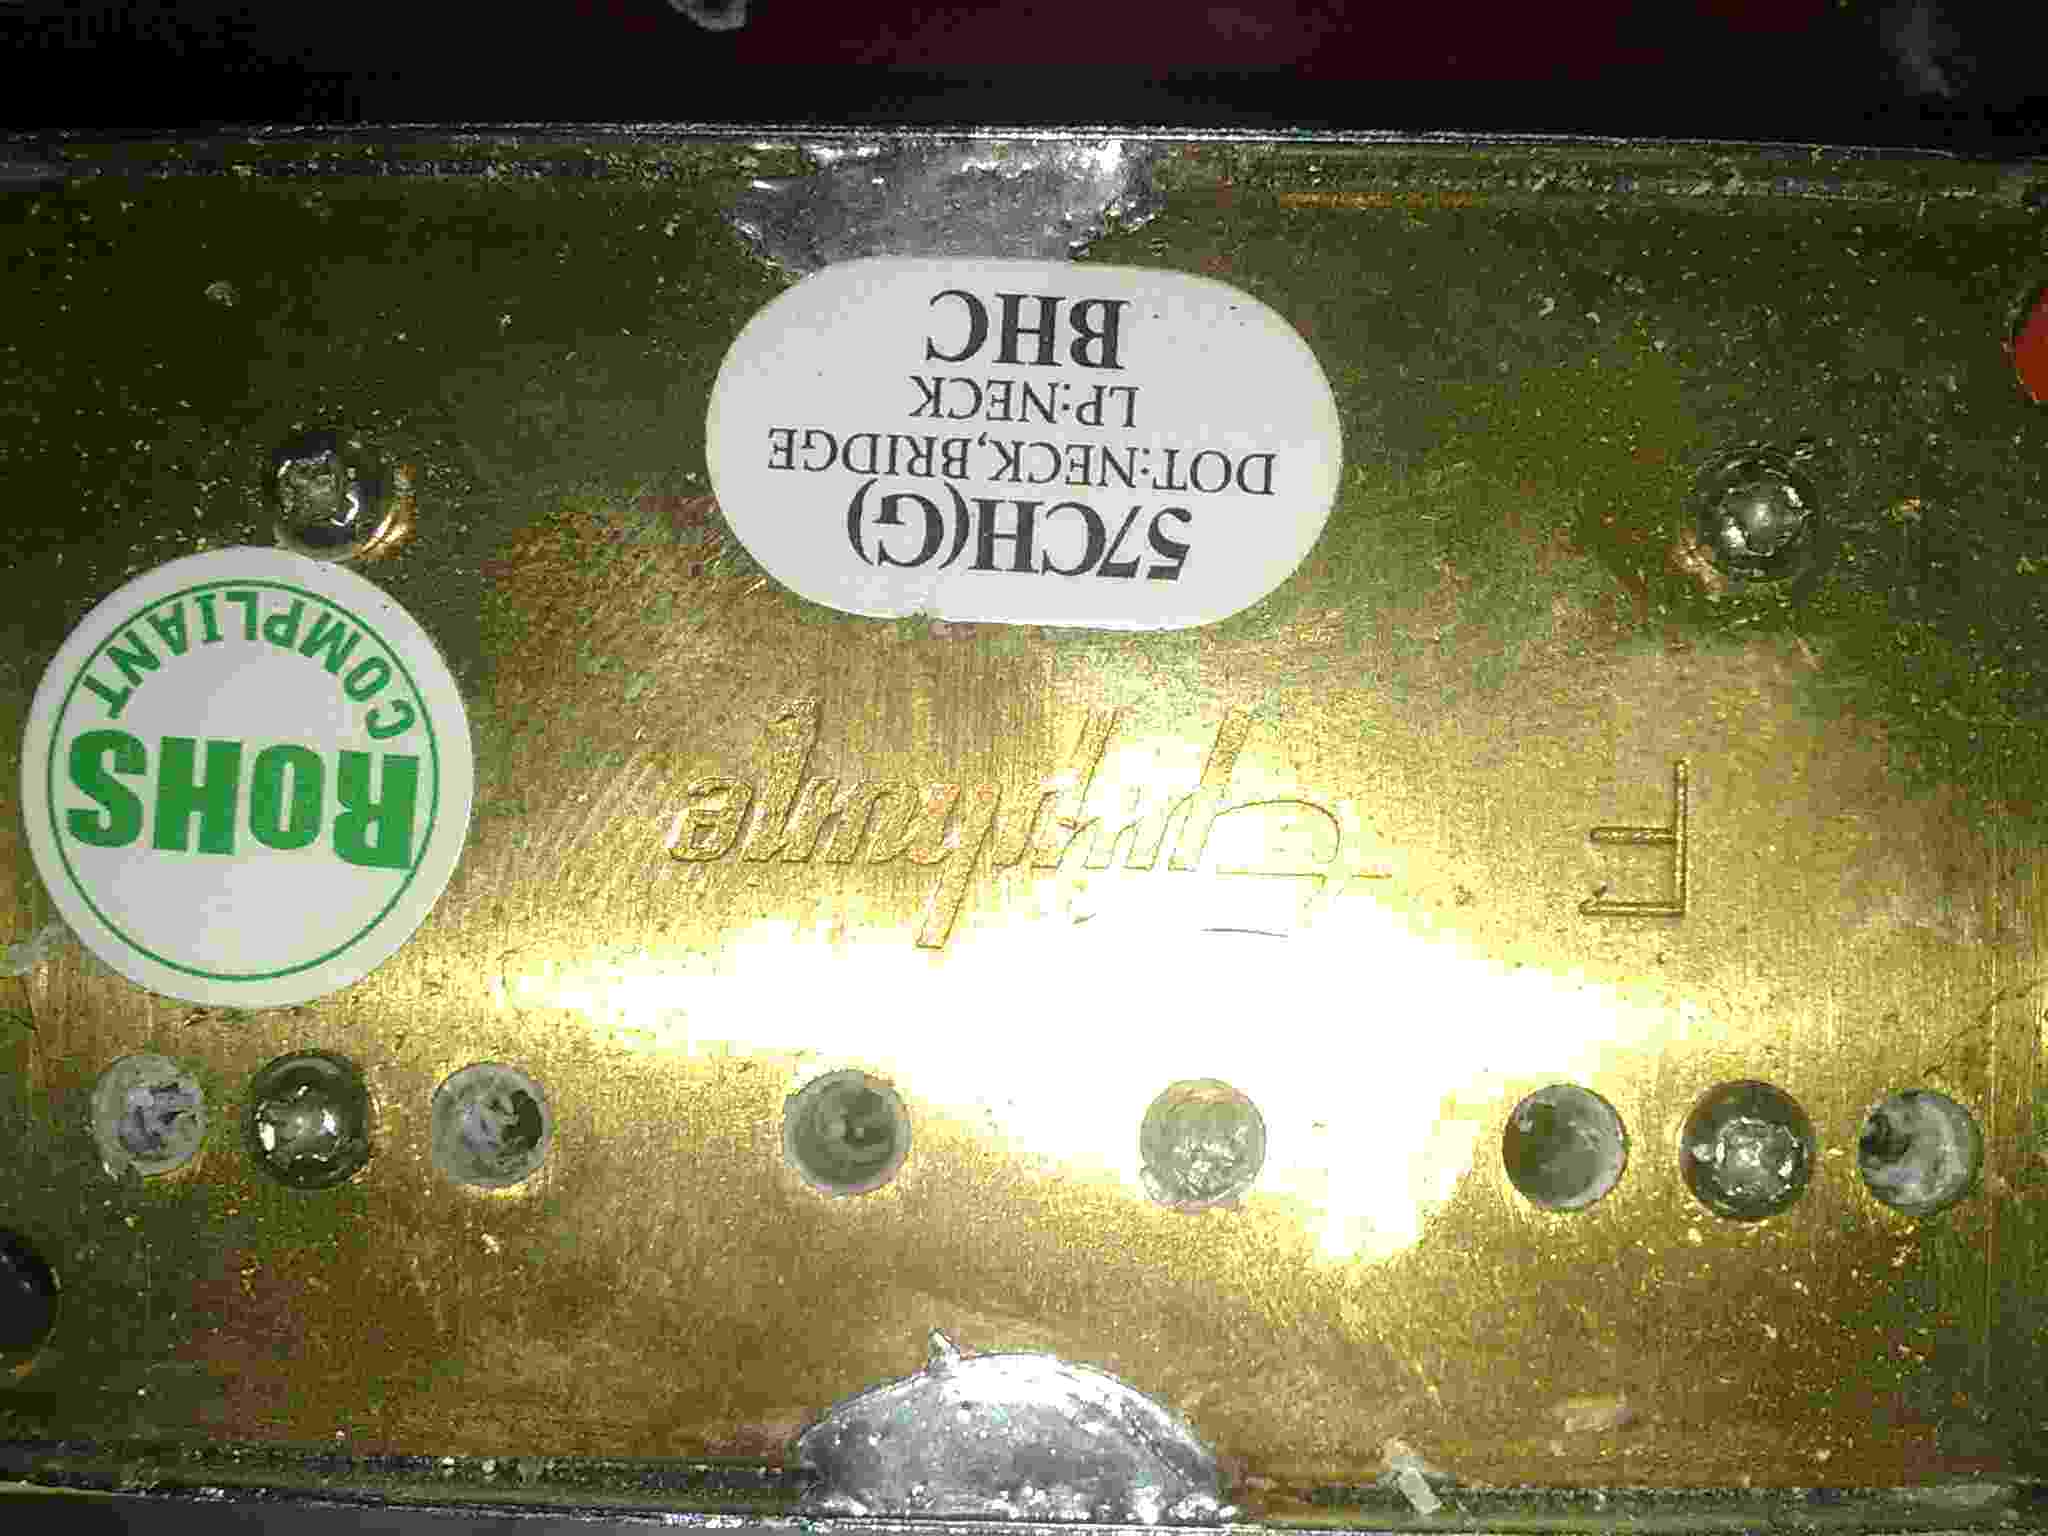 57CH(G)
DOT:NECK,BRIDGE
LP:NECK
BHC
ROHS
COMPLIANT
F
Epiphone